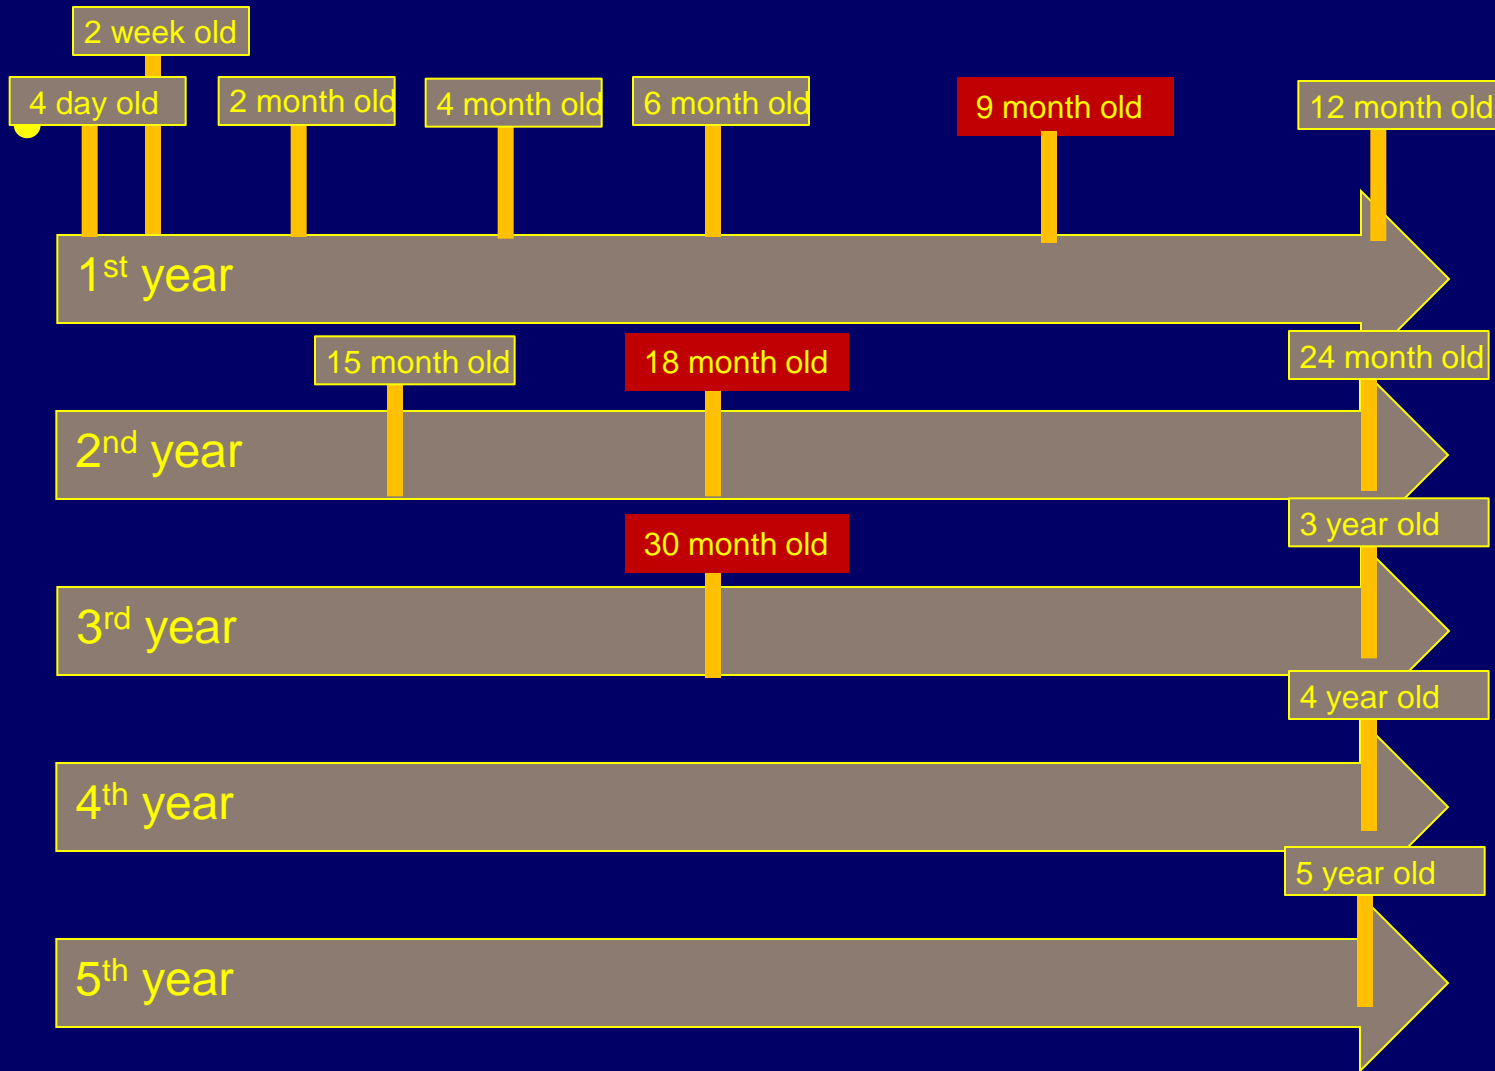 2 week old
4 day old
2 month old
4 month old
6 month old
9 month old
12 month old
1st year
15 month old
18 month old
24 month old
2nd year
3 year old
30 month old
3rd year
4 year old
4th year
5 year old
5th year